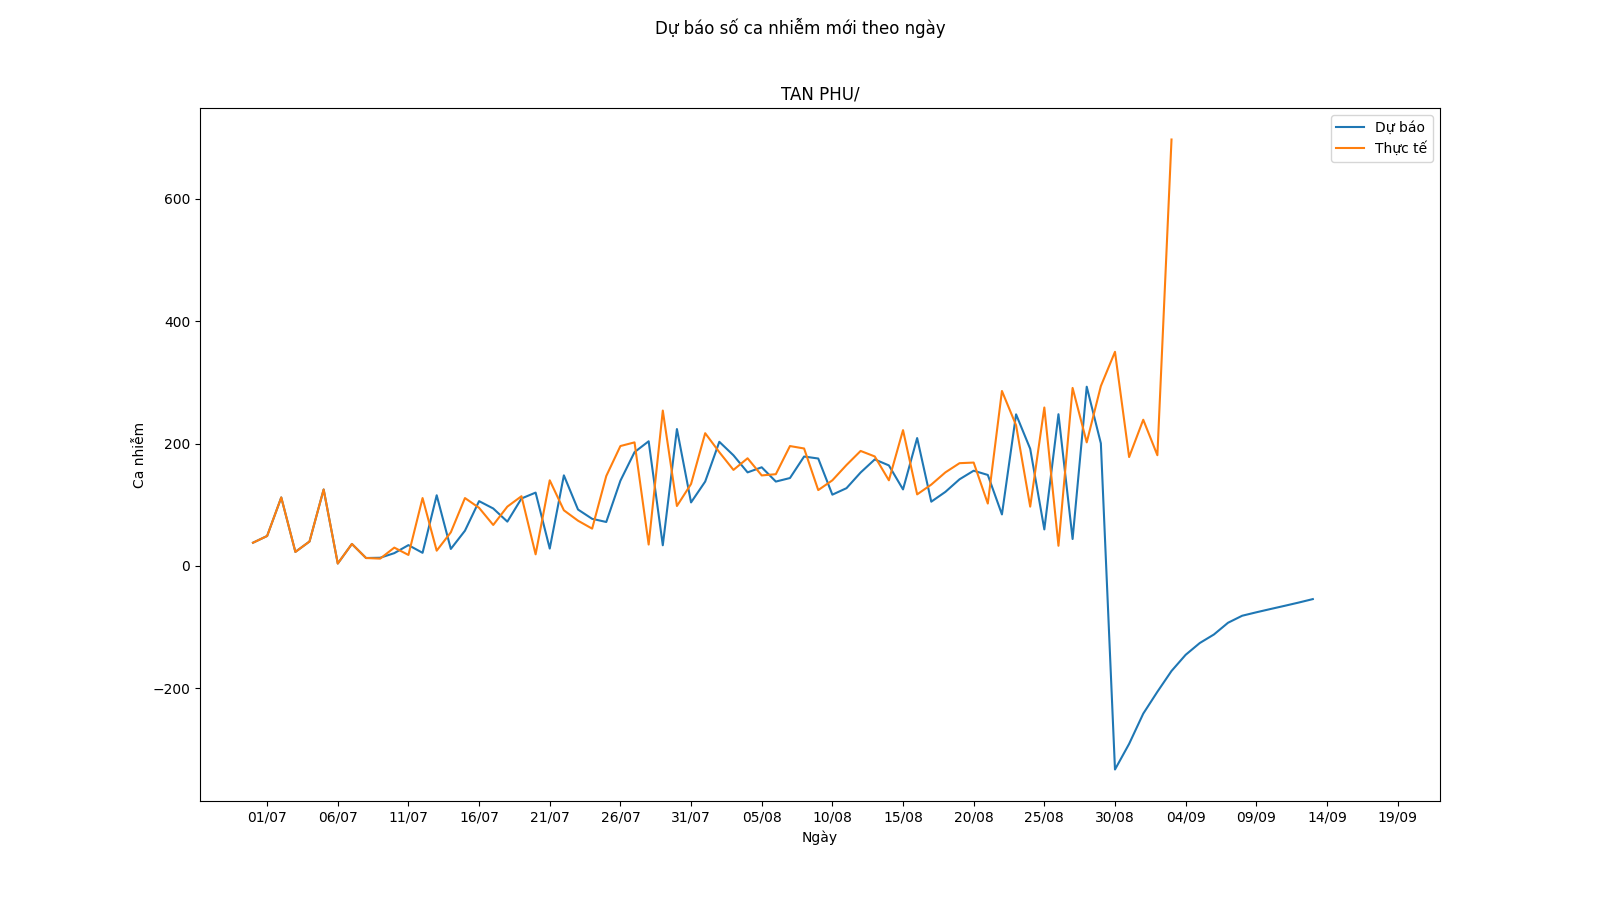 Dự báo số ca nhiễm mới theo ngày
TAN PHU/
Dự báo
Thực tế
600
400
200
0
−200
Ca nhiễm
01/07 06/07 11/07 16/07 21/07 26/07 31/07 05/08 10/08 15/08 20/08 25/08 30/08 04/09 09/09 14/09 19/09
Ngày